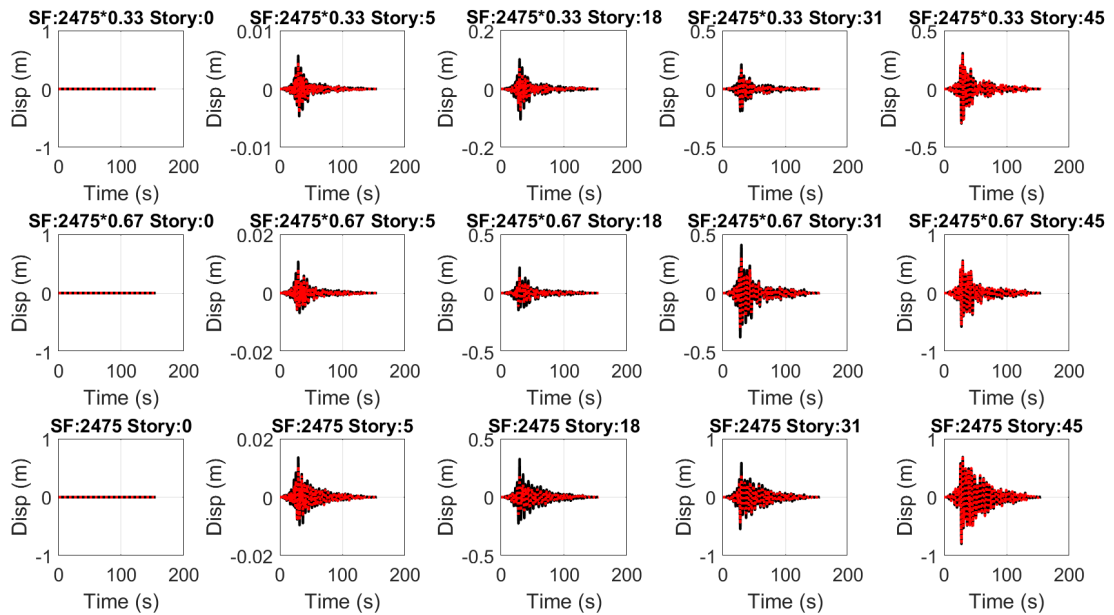 SF:2475*0.33 Story:0 SF:2475*0.33 Story:5 SF:2475*0.33 Story:18 SF:2475*0.33 Story:31 SF:2475*0.33 Story:45
1 0.01 0.2 0.5 0.5
Disp (m) Disp (m) Disp (m) Disp (m) Disp (m)
0 0 0 0 0
-1 -0.01 -0.2 -0.5 -0.5
0 100 200 0 100 200 0 100 200 0 100 200 0 100 200
Time (s) Time (s) Time (s) Time (s) Time (s)
SF:2475*0.67 Story:0 SF:2475*0.67 Story:5 SF:2475*0.67 Story:18 SF:2475*0.67 Story:31 SF:2475*0.67 Story:45
1 0.02 0.5 0.5 1
Disp (m) Disp (m) Disp (m) Disp (m) Disp (m)
0 0 0 0 0
-1 -0.02 -0.5 -0.5 -1
0 100 200 0 100 200 0 100 200 0 100 200 0 100 200
Time (s) Time (s) Time (s) Time (s) Time (s)
SF:2475 Story:0 SF:2475 Story:5 SF:2475 Story:18 SF:2475 Story:31 SF:2475 Story:45
1 0.02 0.5 1 1
Disp (m) Disp (m) Disp (m) Disp (m) Disp (m)
0 0 0 0 0
-1 -0.02 -0.5 -1 -1
0 100 200 0 100 200 0 100 200 0 100 200 0 100 200
Time (s) Time (s) Time (s) Time (s) Time (s)